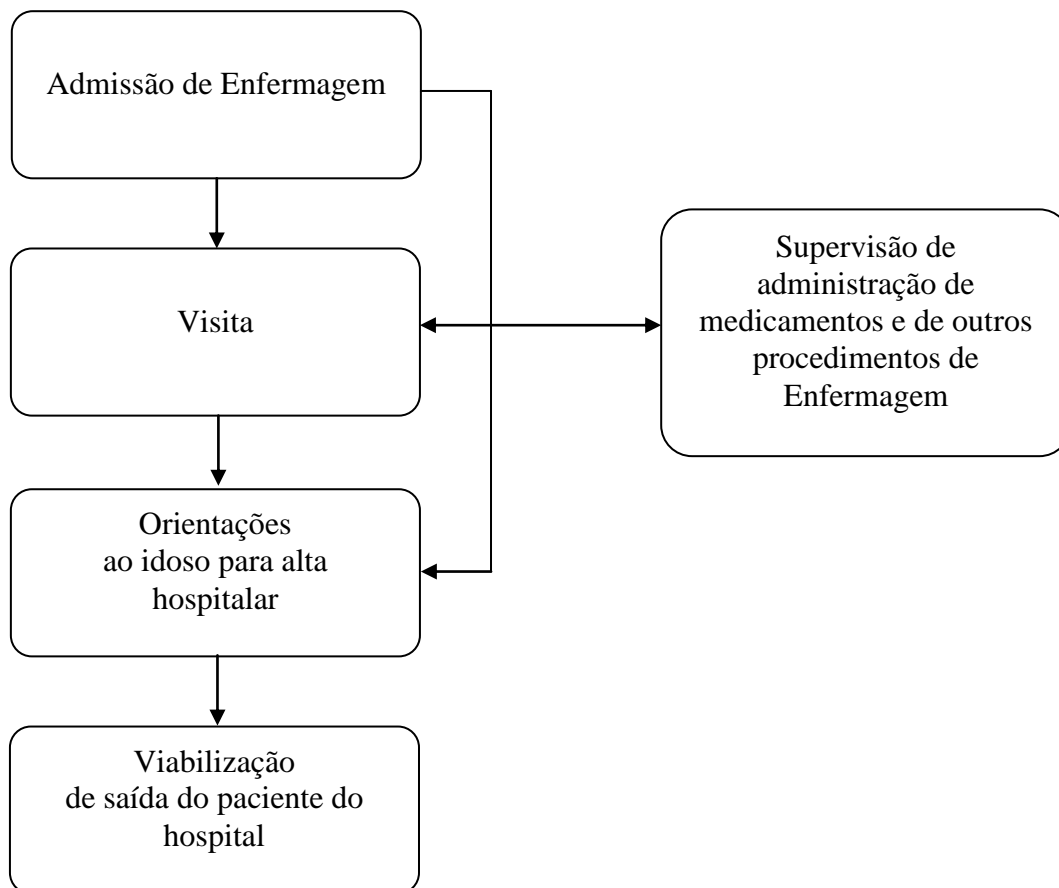 Admissão de Enfermagem
Visita
Supervisão de
administração de
medicamentos e de outros
procedimentos de
Enfermagem
Orientações
ao idoso para alta
hospitalar
Viabilização
de saída do paciente do
hospital